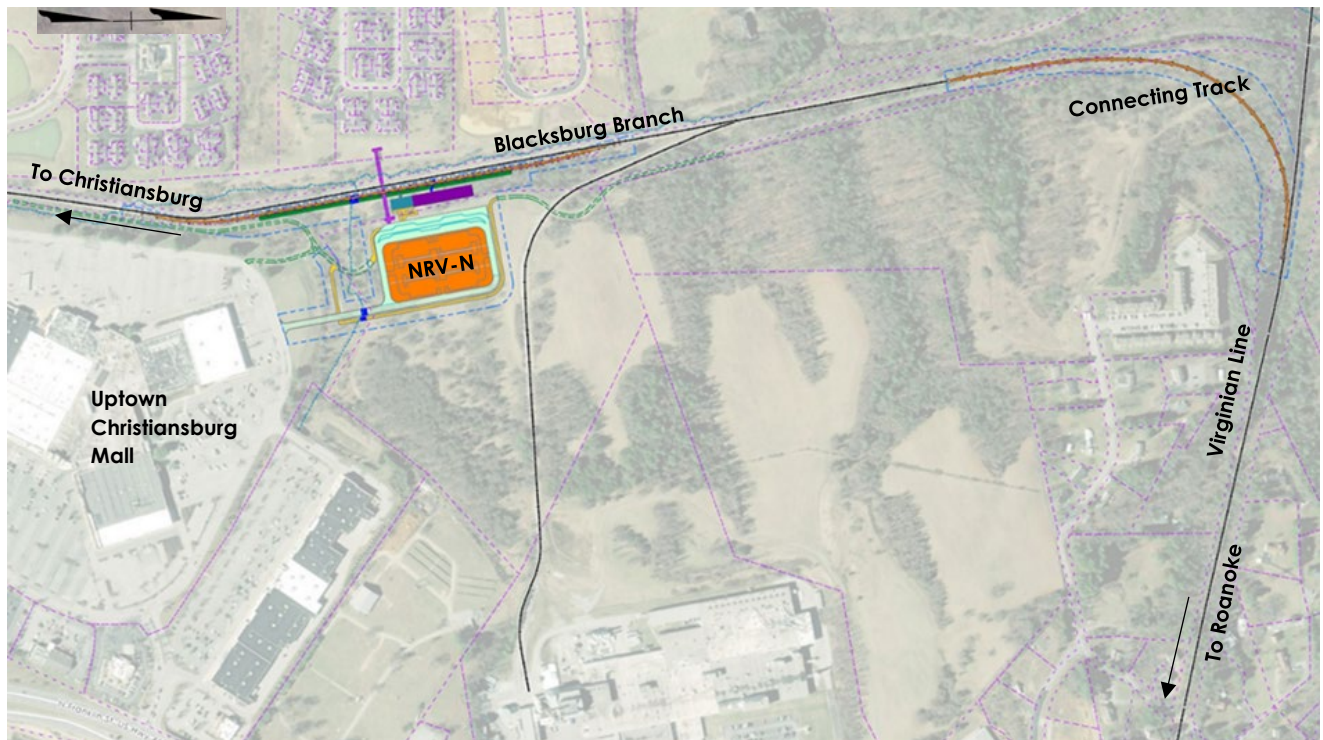 Blacksburg Branch
Connecting Track
To Christiansburg
NRV-N
Uptown
Christiansburg
Mall
Virginian Line
To Roanoke